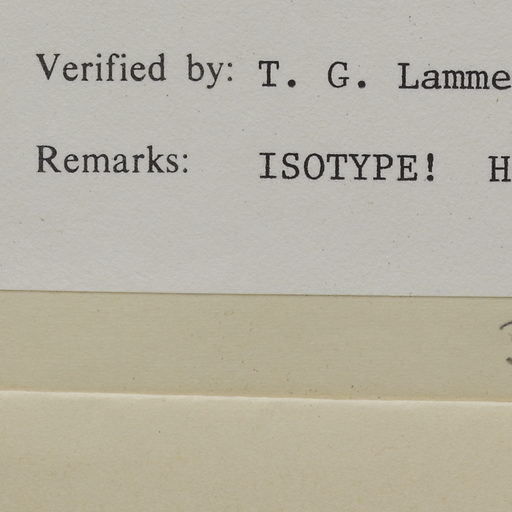 Verified by: T. G. Lamme
Remarks: ISOTYPE! H